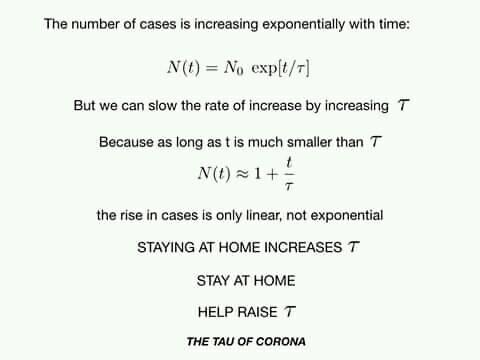 The number of cases is increasing exponentially with time:
N(t) = N₀ exp[t/τ]
But we can slow the rate of increase by increasing τ
Because as long as t is much smaller than τ
N(t) ≈ 1 + t/τ
the rise in cases is only linear, not exponential
STAYING AT HOME INCREASES τ
STAY AT HOME
HELP RAISE τ
THE TAU OF CORONA